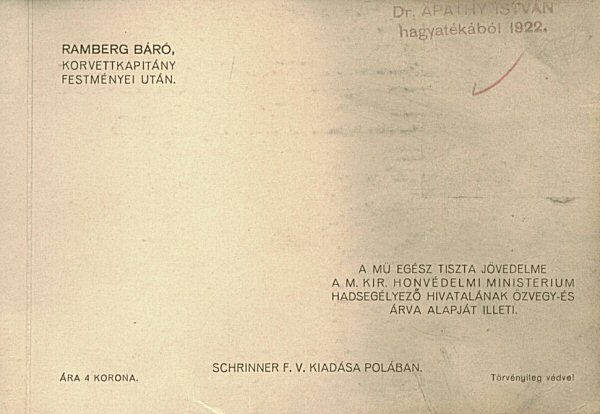 Dr. APÁTHY ISTVÁN
hagyatékából 1922.
RAMBERG BÁRÓ,
KORVETTKAPITÁNY
FESTMÉNYEI UTÁN.
A MÜ EGÉSZ TISZTA JÖVEDELME
A M. KIR. HONVÉDELMI MINISTERIUM
HADSEGÉLYEZŐ HIVATALÁNAK ÖZVEGY-ÉS
ÁRVA ALAPJÁT ILLETI.
SCHRINNER F. V. KIADÁSA POLÁBAN.
ÁRA 4 KORONA.
Törvényileg védve!